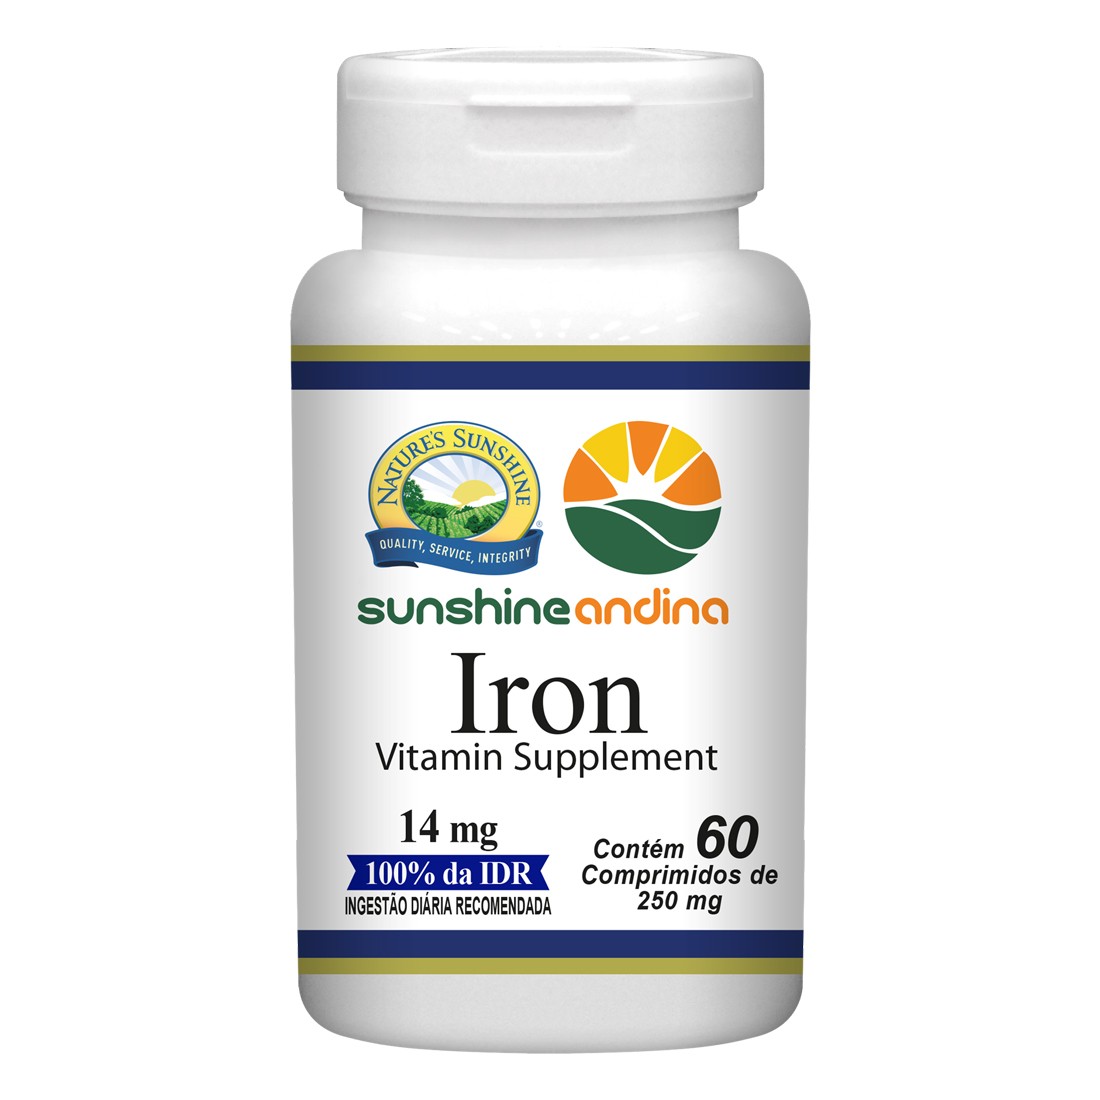 NATURE'S SUNSHINE
®
QUALITY, SERVICE, INTEGRITY
sunshineandina
Iron
Vitamin Supplement
14 mg
100% da IDR
INGESTÃO DIÁRIA RECOMENDADA
Contém 60
Comprimidos de
250 mg